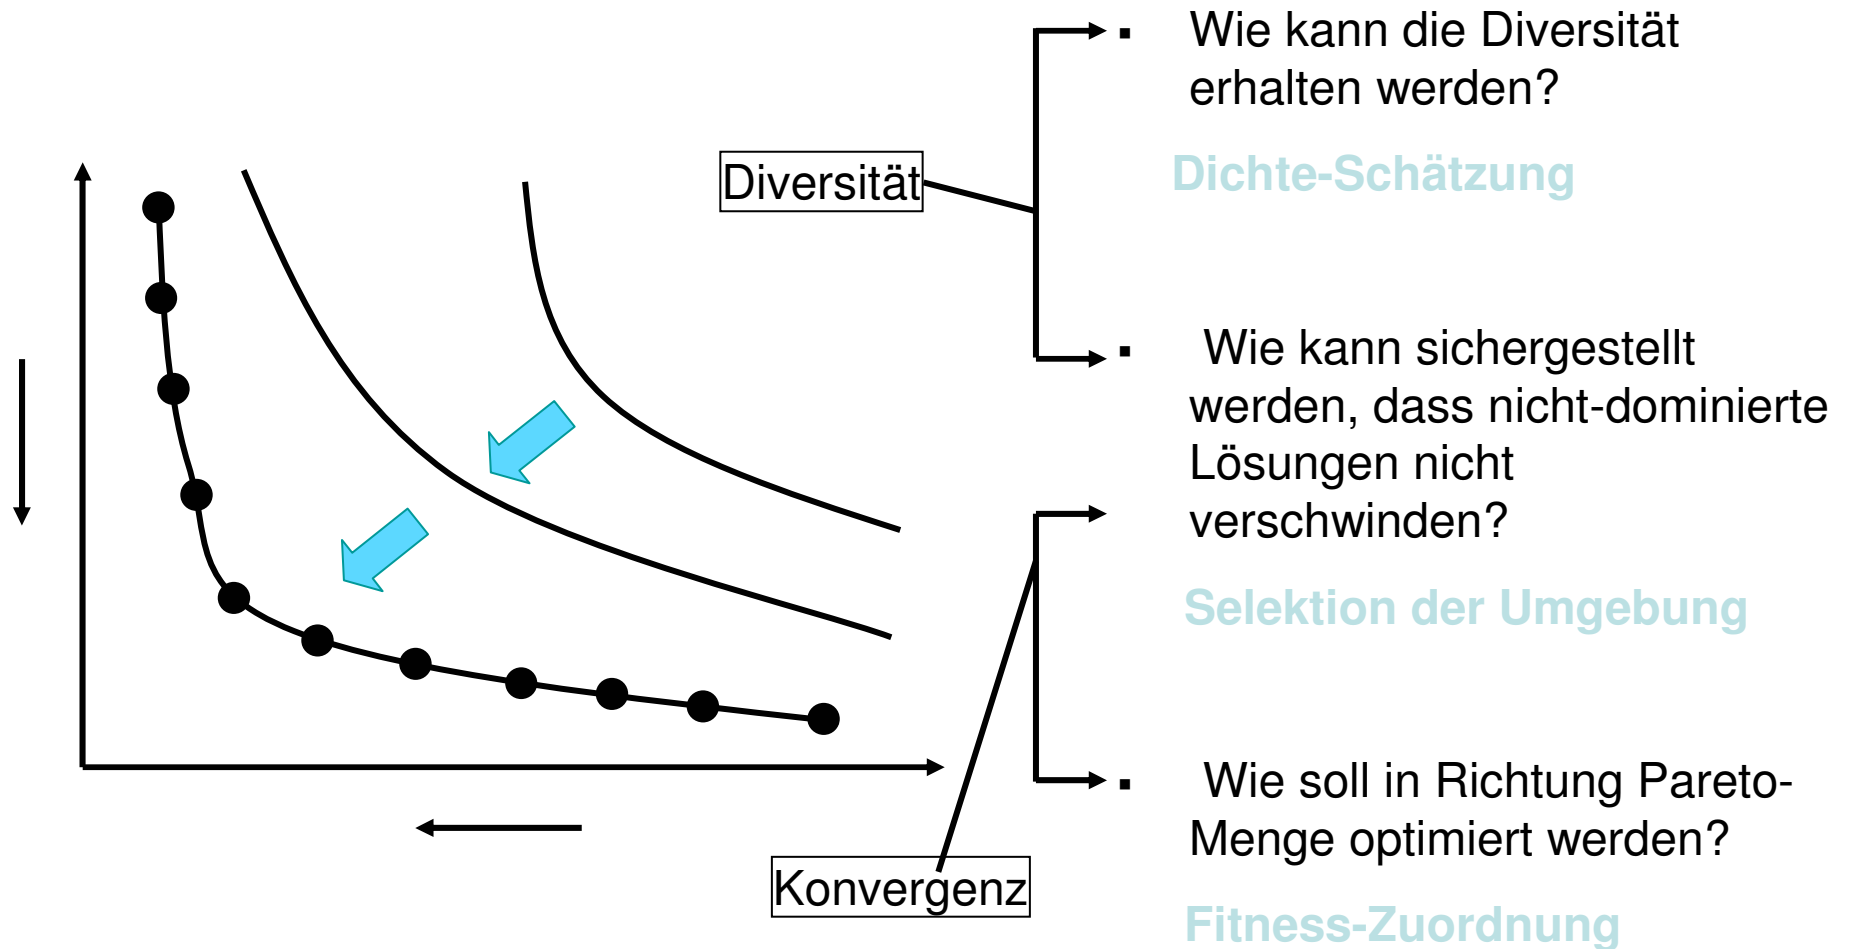 Diversität
Konvergenz
▪ Wie kann die Diversität
erhalten werden?
Dichte-Schätzung
▪ Wie kann sichergestellt
werden, dass nicht-dominierte
Lösungen nicht
verschwinden?
Selektion der Umgebung
▪ Wie soll in Richtung Pareto-
Menge optimiert werden?
Fitness-Zuordnung